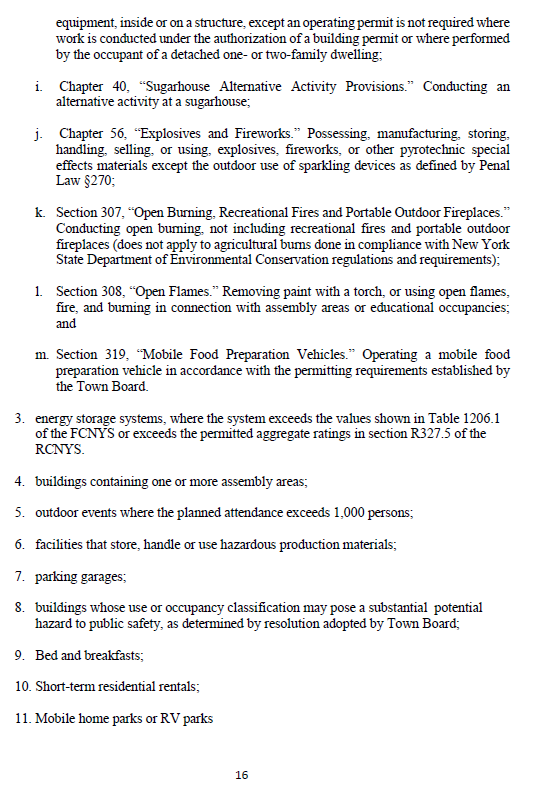 equipment, inside or on a structure, except an operating permit is not required where
work is conducted under the authorization of a building permit or where performed
by the occupant of a detached one- or two-family dwelling;
i. Chapter 40, “Sugarhouse Alternative Activity Provisions.” Conducting an
alternative activity at a sugarhouse;
j. Chapter 56, “Explosives and Fireworks.” Possessing, manufacturing, storing,
handling, selling, or using, explosives, fireworks, or other pyrotechnic special
effects materials except the outdoor use of sparkling devices as defined by Penal
Law §270;
k. Section 307, “Open Burning, Recreational Fires and Portable Outdoor Fireplaces.”
Conducting open burning, not including recreational fires and portable outdoor
fireplaces (does not apply to agricultural burns done in compliance with New York
State Department of Environmental Conservation regulations and requirements);
l. Section 308, “Open Flames.” Removing paint with a torch, or using open flames,
fire, and burning in connection with assembly areas or educational occupancies;
and
m. Section 319, “Mobile Food Preparation Vehicles.” Operating a mobile food
preparation vehicle in accordance with the permitting requirements established by
the Town Board.
3. energy storage systems, where the system exceeds the values shown in Table 1206.1
of the FCNYS or exceeds the permitted aggregate ratings in section R327.5 of the
RCNYS.
4. buildings containing one or more assembly areas;
5. outdoor events where the planned attendance exceeds 1,000 persons;
6. facilities that store, handle or use hazardous production materials;
7. parking garages;
8. buildings whose use or occupancy classification may pose a substantial potential
hazard to public safety, as determined by resolution adopted by Town Board;
9. Bed and breakfasts;
10. Short-term residential rentals;
11. Mobile home parks or RV parks
16